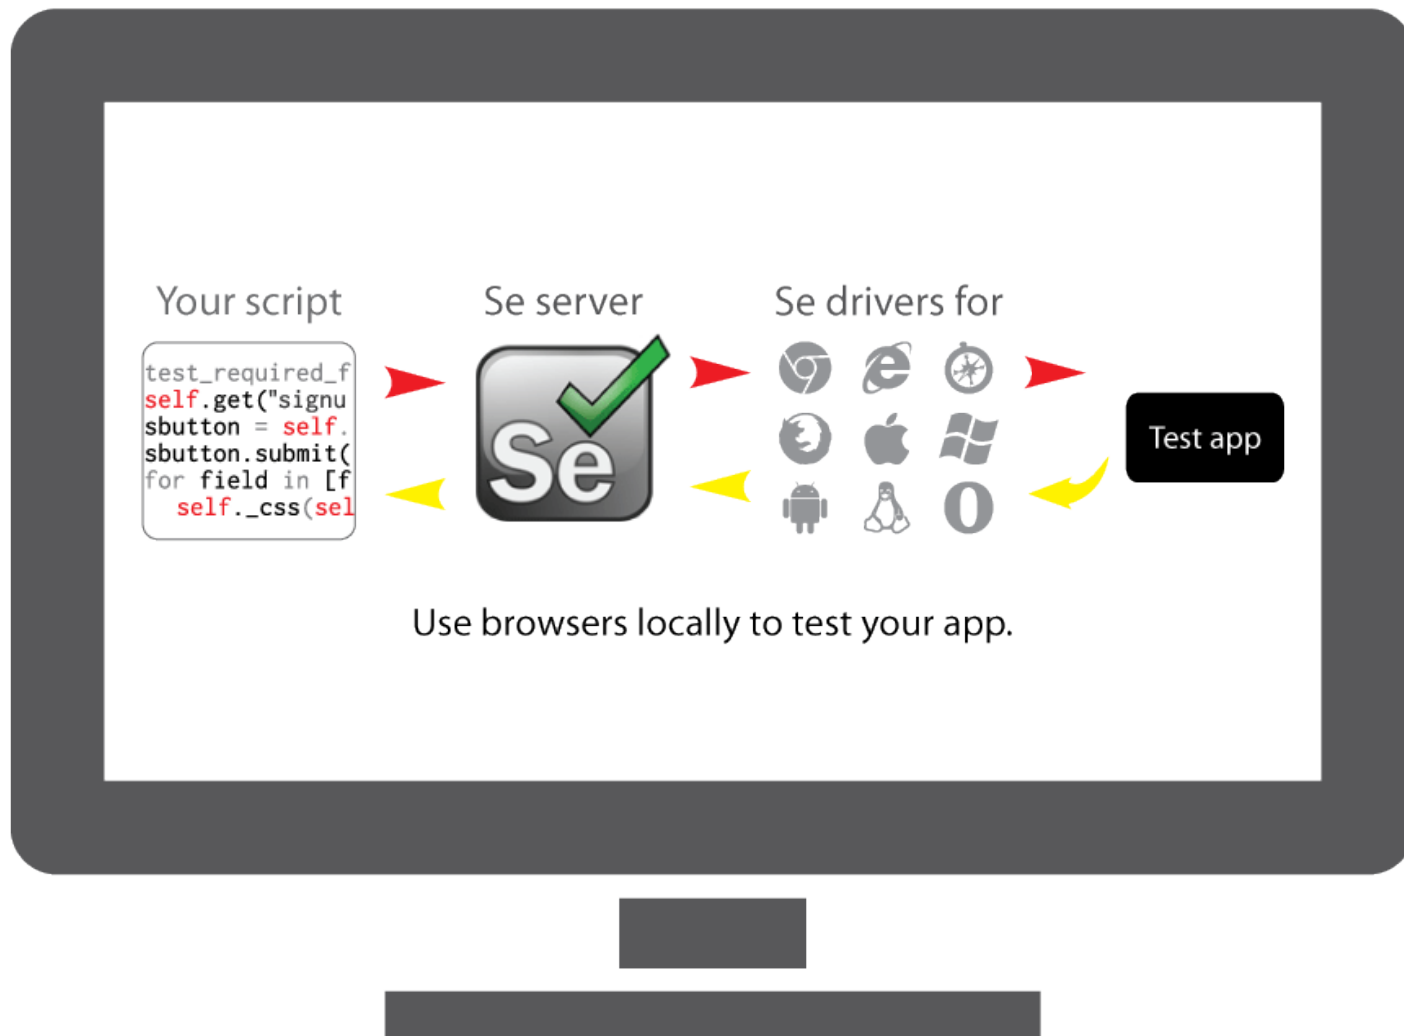 Your script
Se server
Se drivers for
test_required_f
self.get("signu
sbutton = self.
sbutton.submit(
for field in [f
self._css(sel
Se
Test app
Use browsers locally to test your app.